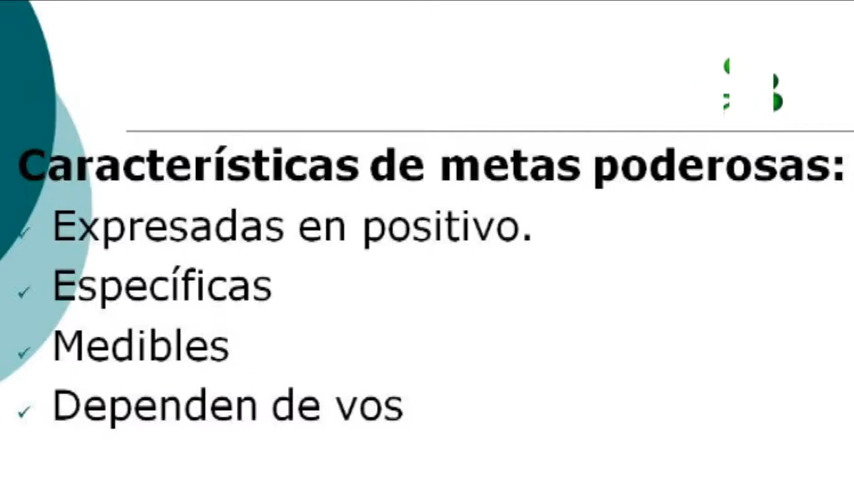 Características de metas poderosas:
Expresadas en positivo.
Específicas
Medibles
Dependen de vos